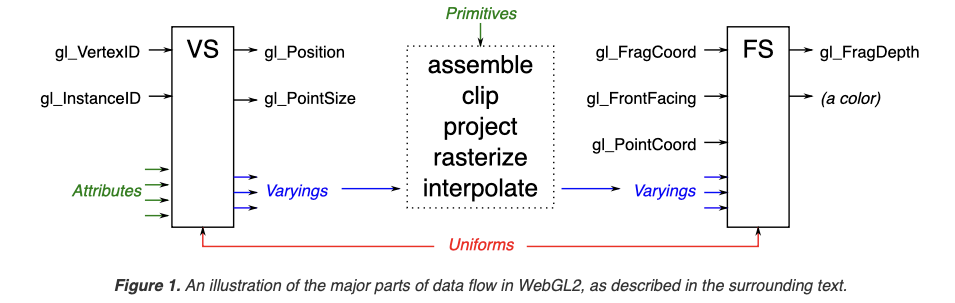 Primitives
gl_VertexID
VS
gl_Position
gl_InstanceID
gl_PointSize
Attributes
Varyings
assemble
clip
project
rasterize
interpolate
gl_FragCoord
FS
gl_FragDepth
gl_FrontFacing
(a color)
gl_PointCoord
Varyings
Uniforms
Figure 1. An illustration of the major parts of data flow in WebGL2, as described in the surrounding text.